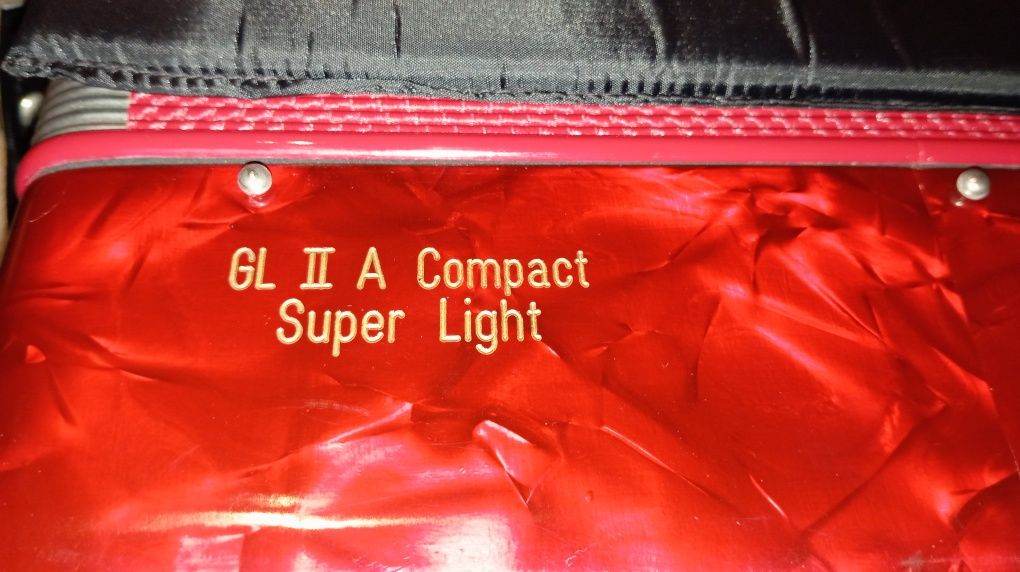 GL II A Compact
Super Light